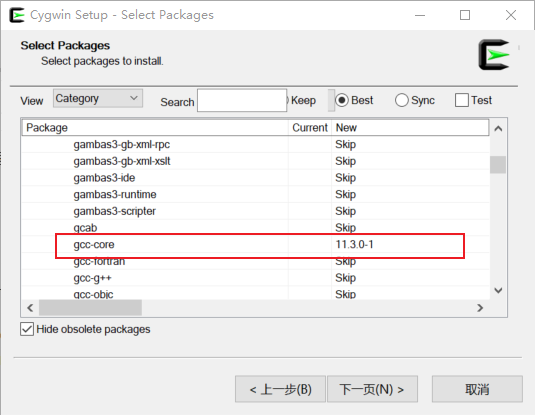 Cygwin Setup - Select Packages
Select Packages
Select packages to install.
View Category Search Keep Best Sync Test
Package Current New
gambas3-gb-xml-rpc Skip
gambas3-gb-xml-xslt Skip
gambas3-ide Skip
gambas3-runtime Skip
gambas3-scripter Skip
gcab Skip
gcc-core 11.3.0-1
gcc-fortran Skip
gcc-g++ Skip
gcc-objc Skip
Hide obsolete packages
< 上一步(B) 下一页(N) > 取消